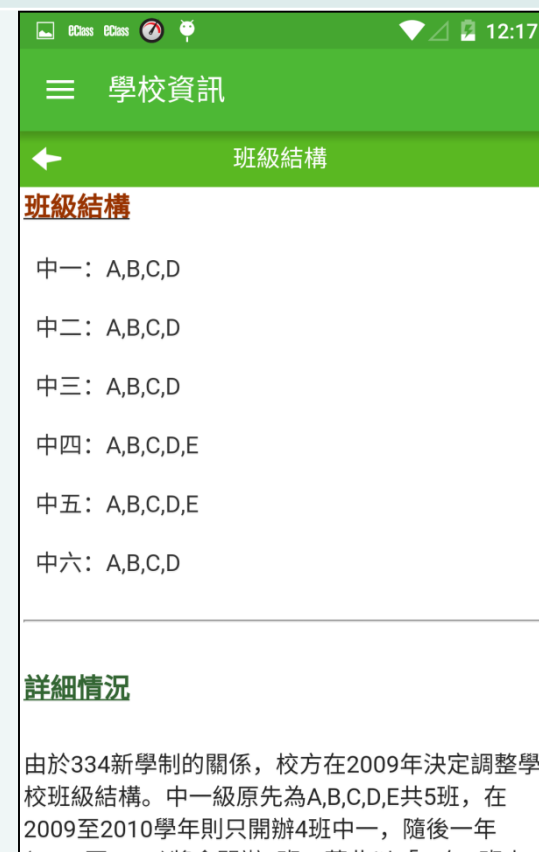 eClass eClass 12:17
學校資訊
班級結構
班級結構
中一：A,B,C,D
中二：A,B,C,D
中三：A,B,C,D
中四：A,B,C,D,E
中五：A,B,C,D,E
中六：A,B,C,D
詳細情況
由於334新學制的關係，校方在2009年決定調整學
校班級結構。中一級原先為A,B,C,D,E共5班，在
2009至2010學年則只開辦4班中一，隨後一年